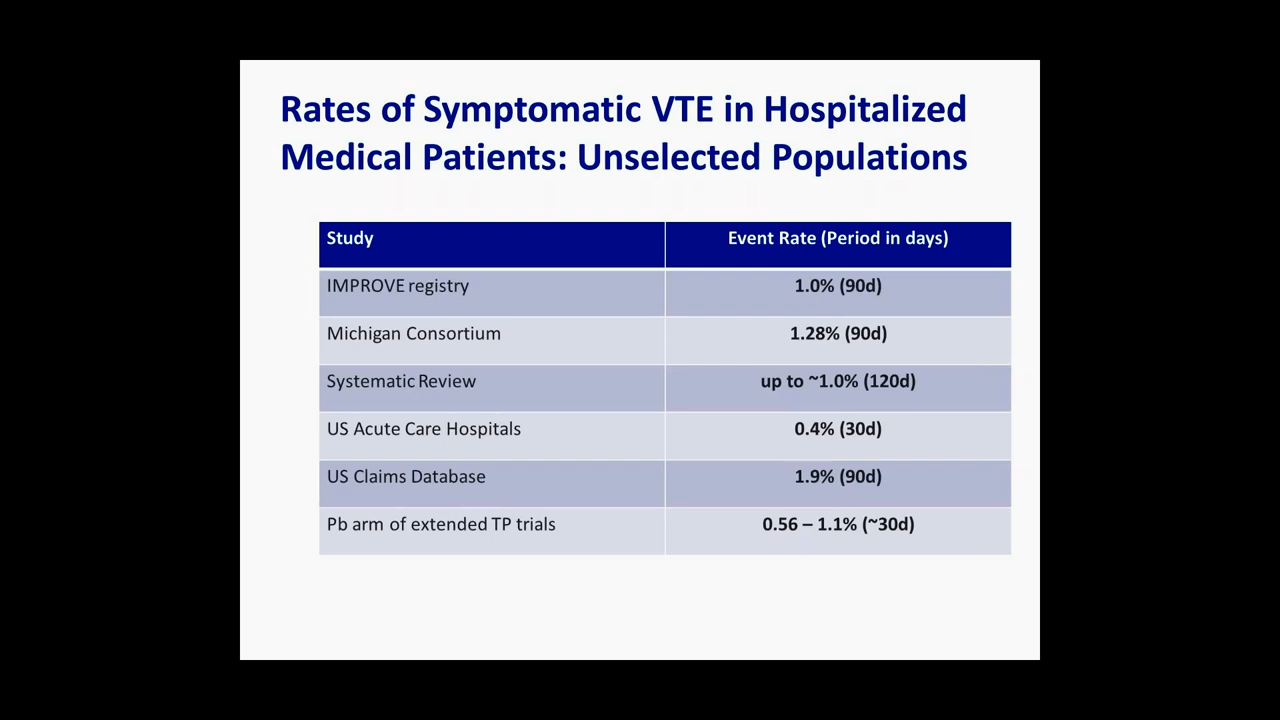 Rates of Symptomatic VTE in Hospitalized
Medical Patients: Unselected Populations
Study Event Rate (Period in days)
IMPROVE registry 1.0% (90d)
Michigan Consortium 1.28% (90d)
Systematic Review up to ~1.0% (120d)
US Acute Care Hospitals 0.4% (30d)
US Claims Database 1.9% (90d)
Pb arm of extended TP trials 0.56 – 1.1% (~30d)